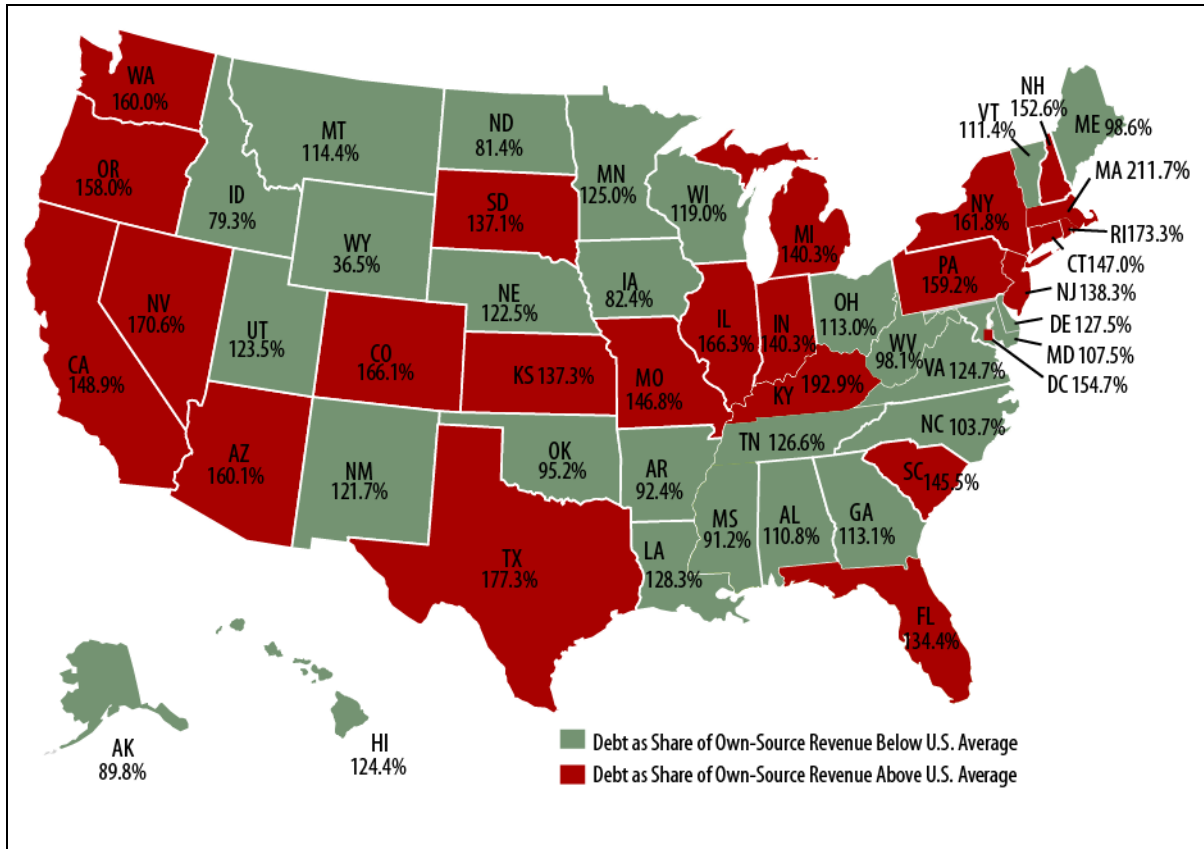 WA
160.0%
OR
158.0%
CA
148.9%
NV
170.6%
ID
79.3%
MT
114.4%
WY
36.5%
UT
123.5%
AZ
160.1%
CO
166.1%
NM
121.7%
ND
81.4%
SD
137.1%
NE
122.5%
KS 137.3%
OK
95.2%
TX
177.3%
MN
125.0%
IA
82.4%
MO
146.8%
AR
92.4%
LA
128.3%
WI
119.0%
IL
166.3%
MI
140.3%
IN
140.3%
OH
113.0%
KY 192.9%
TN 126.6%
MS
91.2%
AL
110.8%
GA
113.1%
FL
134.4%
SC 145.5%
NC 103.7%
VA 124.7%
WV
98.1%
PA
159.2%
NY
161.8%
VT
111.4%
NH
152.6%
ME 98.6%
MA 211.7%
RI 173.3%
CT 147.0%
NJ 138.3%
DE 127.5%
MD 107.5%
DC 154.7%
AK
89.8%
HI
124.4%
Debt as Share of Own-Source Revenue Below U.S. Average
Debt as Share of Own-Source Revenue Above U.S. Average